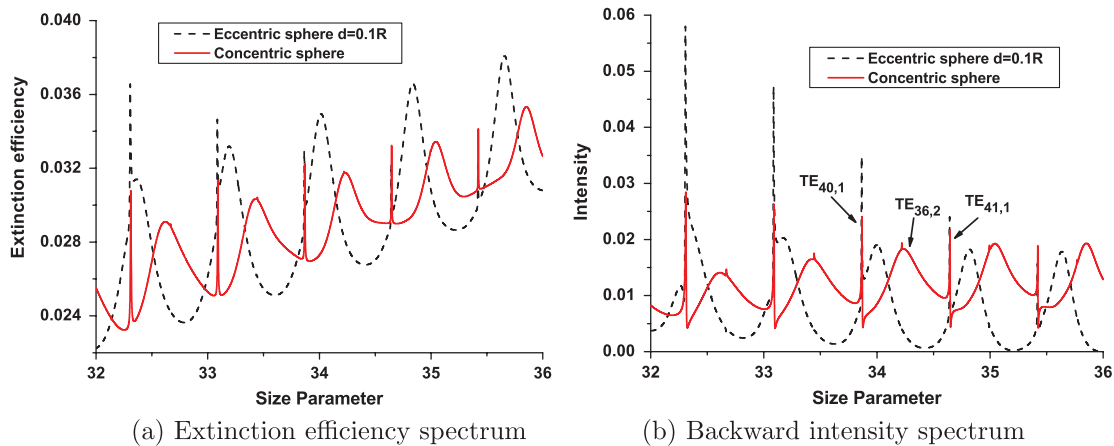 0.040
0.036
0.032
0.028
0.024
Extinction efficiency
Eccentric sphere d=0.1R
Concentric sphere
32 33 34 35 36
Size Parameter
(a) Extinction efficiency spectrum
0.06
0.05
0.04
0.03
0.02
0.01
0.00
Intensity
Eccentric sphere d=0.1R
Concentric sphere
TE40,1
TE36,2
TE41,1
32 33 34 35 36
Size Parameter
(b) Backward intensity spectrum